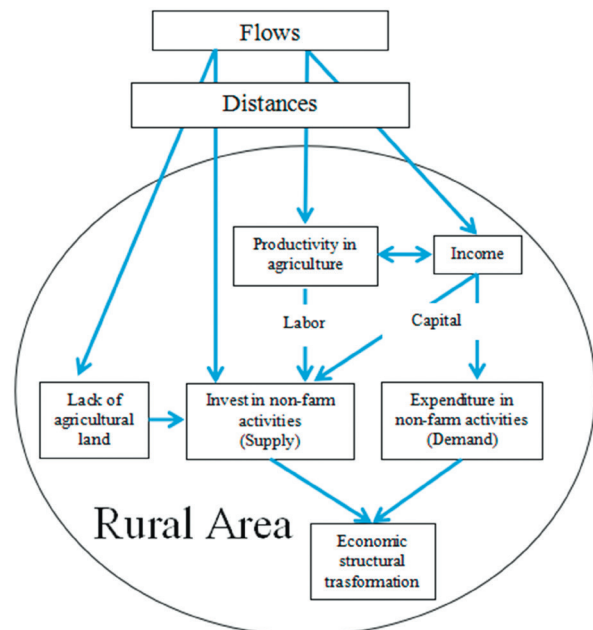 Flows
Distances
Productivity in
agriculture
Income
Labor
Capital
Lack of
agricultural
land
Invest in non-farm
activities
(Supply)
Expenditure in
non-farm activities
(Demand)
Rural Area
Economic
structural
trasformation